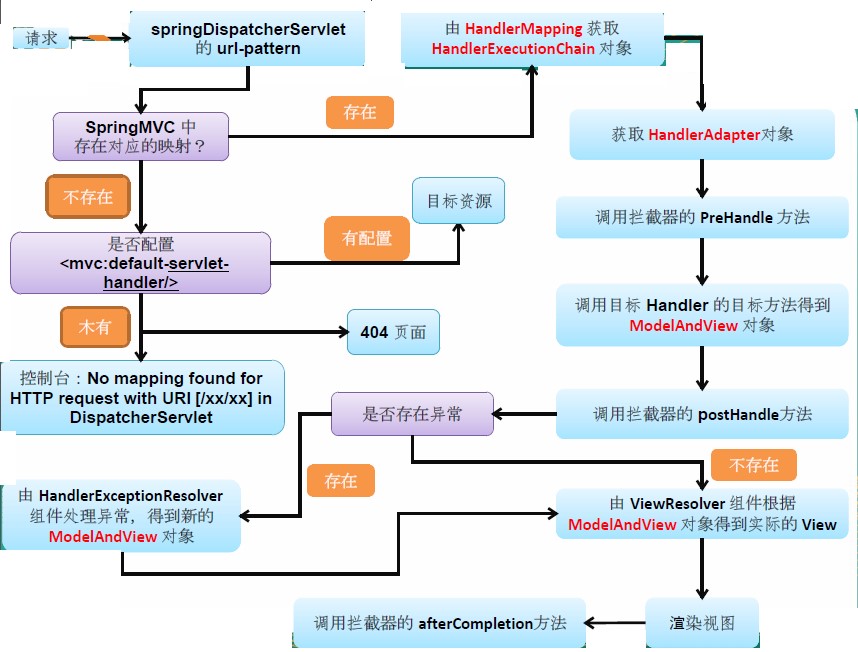 请求
springDispatcherServlet
的 url-pattern
SpringMVC 中
存在对应的映射？
存在
由 HandlerMapping 获取
HandlerExecutionChain 对象
获取 HandlerAdapter对象
调用拦截器的 PreHandle 方法
调用目标 Handler 的目标方法得到
ModelAndView 对象
调用拦截器的 postHandle方法
不存在
是否配置
<mvc:default-servlet-
handler/>
有配置
目标资源
木有
404 页面
控制台：No mapping found for
HTTP request with URI [/xx/xx] in
DispatcherServlet
是否存在异常
存在
不存在
由 HandlerExceptionResolver
组件处理异常，得到新的
ModelAndView 对象
由 ViewResolver 组件根据
ModelAndView 对象得到实际的 View
渲染视图
调用拦截器的 afterCompletion方法